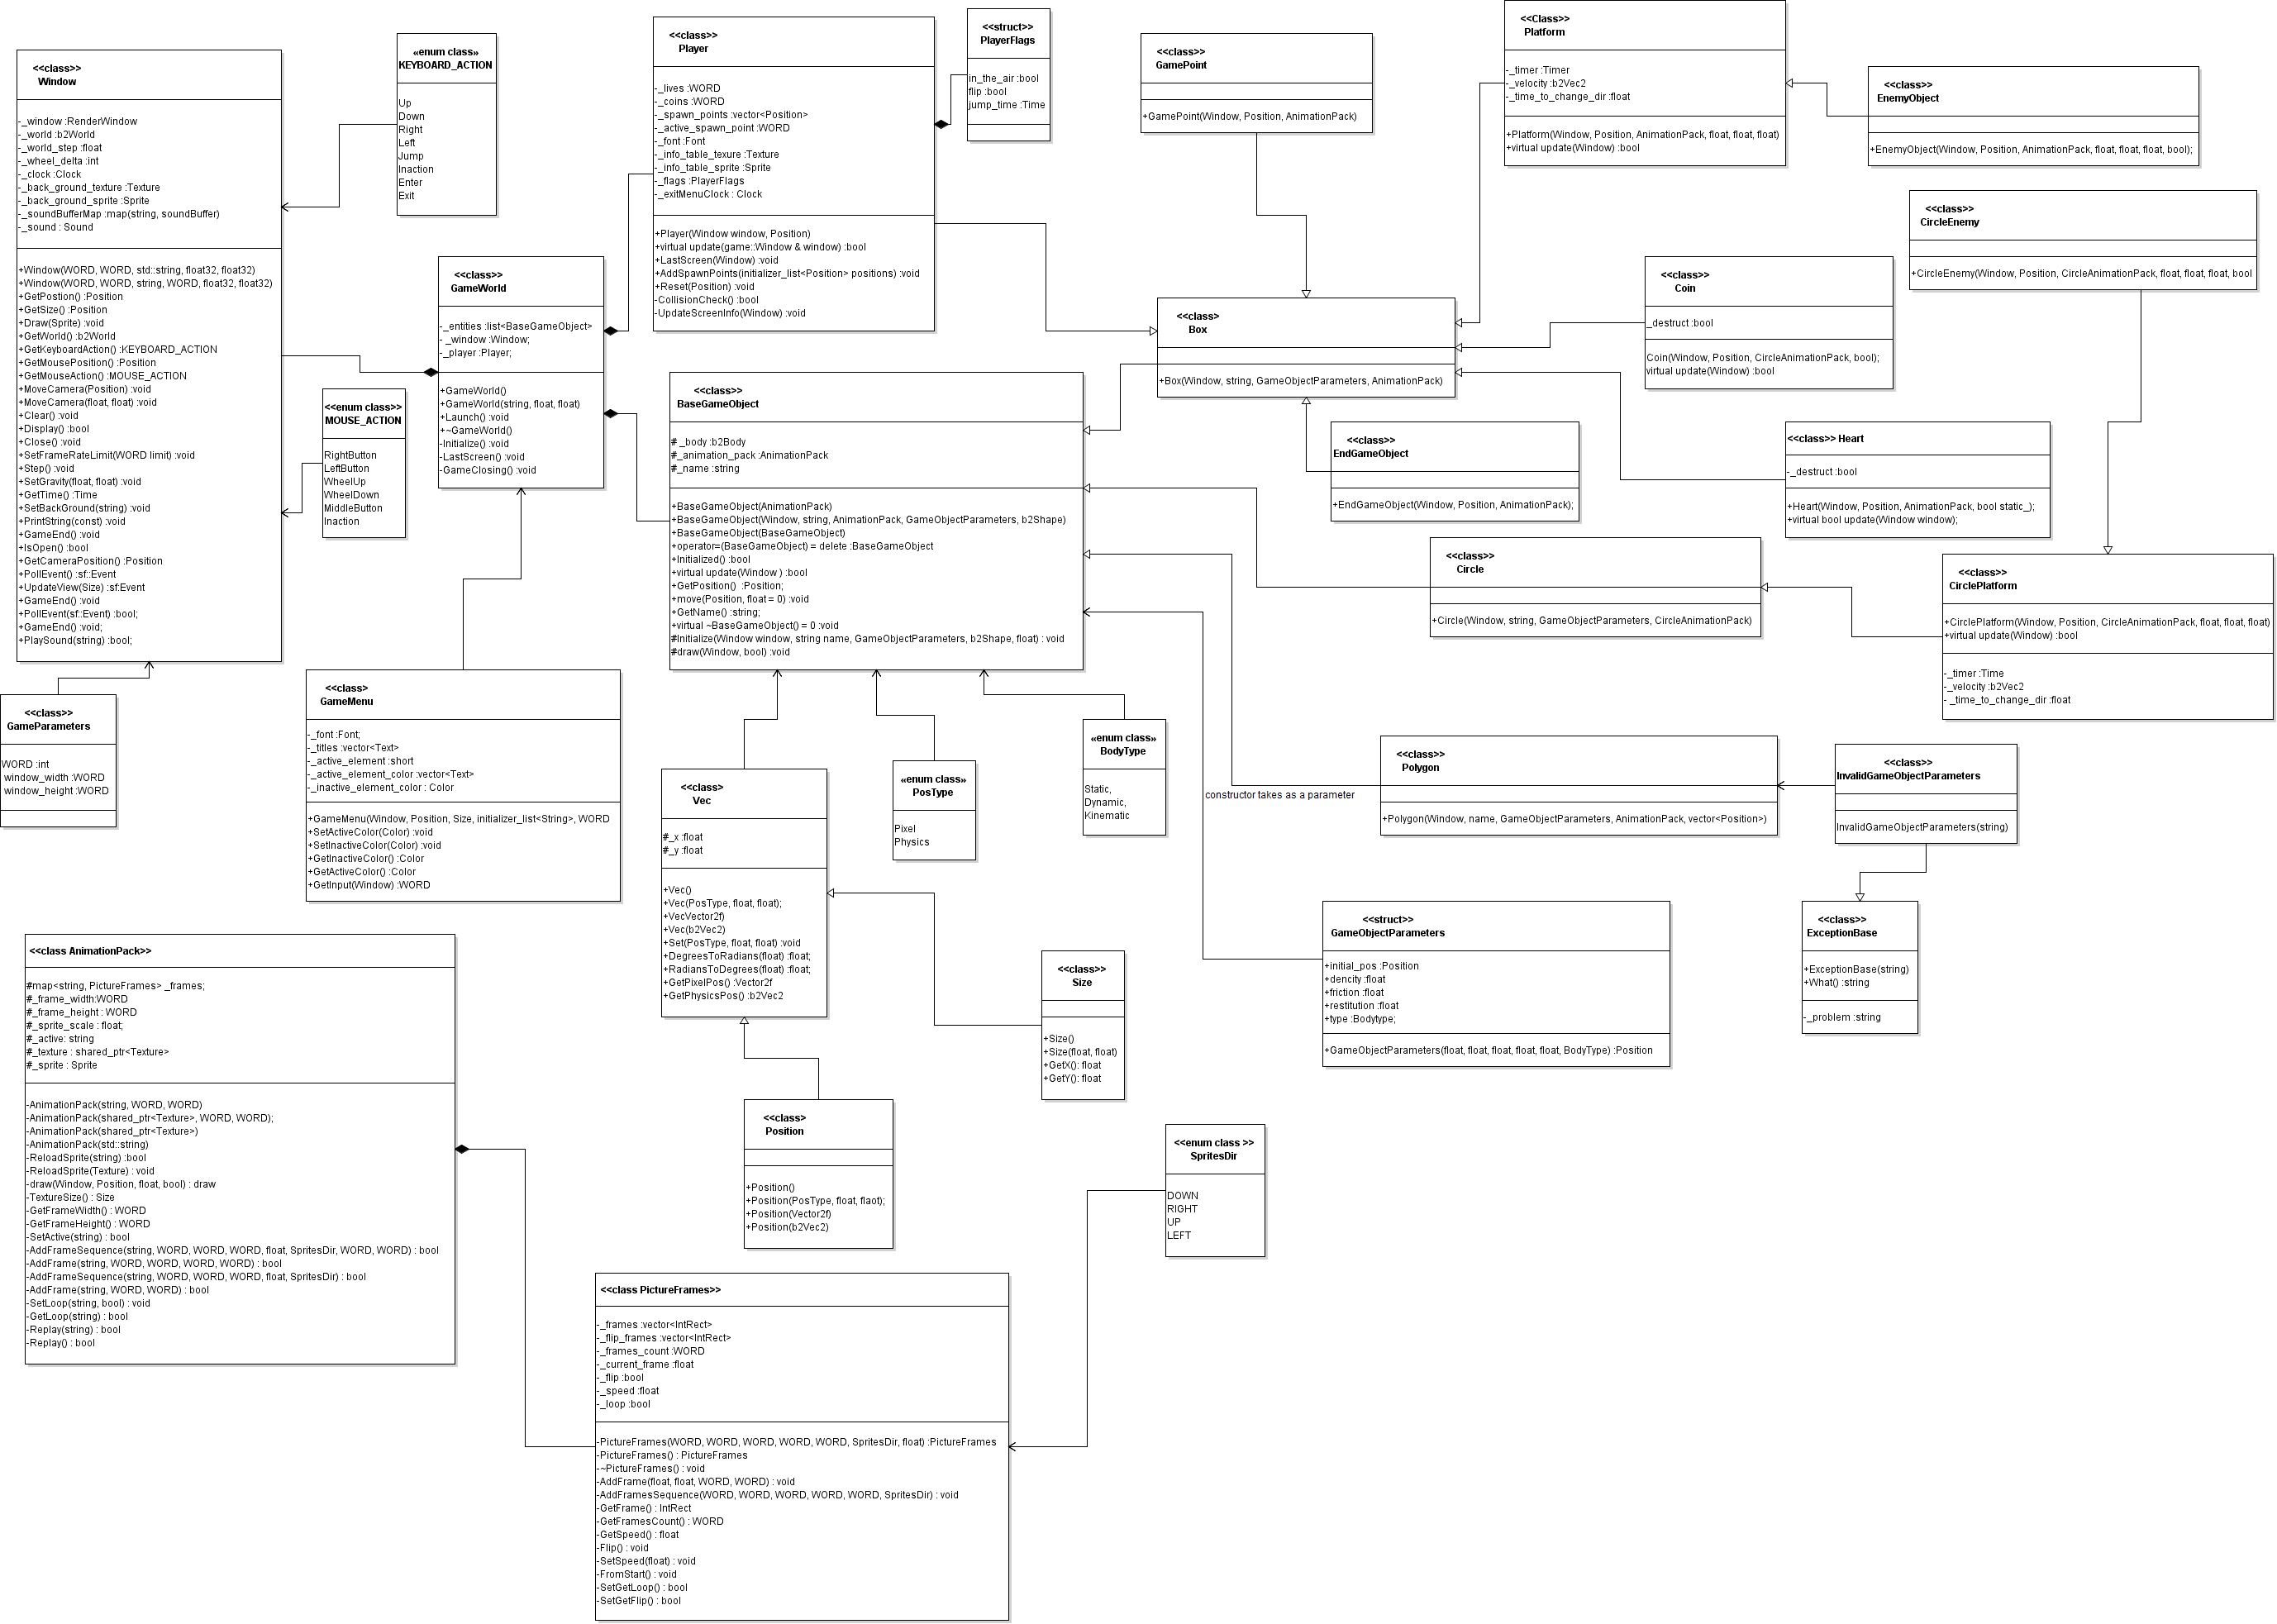 <<class>>
Window
-_window :RenderWindow
-_world :b2World
-_world_step :float
-_wheel_delta :int
-_clock :Clock
-_back_ground_texture :Texture
-_back_ground_sprite :Sprite
-_soundBufferMap :map(string, soundBuffer)
-_sound : Sound
+Window(WORD, WORD, std::string, float32, float32)
+Window(WORD, WORD, string, WORD, float32, float32)
+GetPostion() :Position
+GetSize() :Position
+Draw(Sprite) :void
+GetWorld() :b2World
+GetKeyboardAction() :KEYBOARD_ACTION
+GetMousePosition() :Position
+GetMouseAction() :MOUSE_ACTION
+MoveCamera(Position) :void
+MoveCamera(float, float) :void
+Clear() :void
+Display() :bool
+Close() :void
+SetFrameRateLimit(WORD limit) :void
+Step() :void
+SetGravity(float, float) :void
+GetTime() :Time
+SetBackGround(string) :void
+PrintString(const) :void
+GameEnd() :void
+IsOpen() :bool
+GetCameraPosition() :Position
+PollEvent() :sf::Event
+UpdateView(Size) :sf:Event
+GameEnd() :void
+PollEvent(sf::Event) :bool;
+GameEnd() :void;
+PlaySound(string) :bool;
«enum class»
KEYBOARD_ACTION
Up
Down
Right
Left
Jump
Inaction
Enter
Exit
<<enum class>>
MOUSE_ACTION
RightButton
LeftButton
WheelUp
WheelDown
MiddleButton
Inaction
<<class>>
GameParameters
WORD :int
window_width :WORD
window_height :WORD
<<class>>
GameWorld
-_entities :list<BaseGameObject>
- _window :Window;
-_player :Player;
+GameWorld()
+GameWorld(string, float, float)
+Launch() :void
+~GameWorld()
-Initialize() :void
-LastScreen() :void
-GameClosing() :void
<<class>
GameMenu
-_font :Font;
-_titles :vector<Text>
-_active_element :short
-_active_element_color :vector<Text>
-_inactive_element_color : Color
+GameMenu(Window, Position, Size, initializer_list<String>, WORD
+SetActiveColor(Color) :void
+SetInactiveColor(Color) :void
+GetInactiveColor() :Color
+GetActiveColor() :Color
+GetInput(Window) :WORD
<<class>>
Player
-_lives :WORD
-_coins :WORD
-_spawn_points :vector<Position>
-_active_spawn_point :WORD
-_font :Font
-_info_table_texure :Texture
-_info_table_sprite :Sprite
-_flags :PlayerFlags
-_exitMenuClock : Clock
+Player(Window window, Position)
+virtual update(game::Window & window) :bool
+LastScreen(Window) :void
+AddSpawnPoints(initializer_list<Position> positions) :void
+Reset(Position) :void
-CollisionCheck() :bool
-UpdateScreenInfo(Window) :void
<<struct>>
PlayerFlags
in_the_air :bool
flip :bool
jump_time :Time
<<class>>
GamePoint
+GamePoint(Window, Position, AnimationPack)
<<Class>>
Platform
-_timer :Timer
-_velocity :b2Vec2
-_time_to_change_dir :float
+Platform(Window, Position, AnimationPack, float, float, float)
+virtual update(Window) :bool
<<class>>
EnemyObject
+EnemyObject(Window, Position, AnimationPack, float, float, float, bool);
<<class>>
CircleEnemy
+CircleEnemy(Window, Position, CircleAnimationPack, float, float, float, bool
<<class>>
Coin
_destruct :bool
Coin(Window, Position, CircleAnimationPack, bool);
virtual update(Window) :bool
<<class>>
Box
+Box(Window, string, GameObjectParameters, AnimationPack)
<<class>>
BaseGameObject
# _body :b2Body
#_animation_pack :AnimationPack
#_name :string
+BaseGameObject(AnimationPack)
+BaseGameObject(Window, string, AnimationPack, GameObjectParameters, b2Shape)
+BaseGameObject(BaseGameObject)
+operator=(BaseGameObject) = delete :BaseGameObject
+Initialized() :bool
+virtual update(Window ) :bool
+GetPosition()  :Position;
+move(Position, float = 0) :void
+GetName() :string;
+virtual ~BaseGameObject() = 0 :void
#Initialize(Window window, string name, GameObjectParameters, b2Shape, float) : void
#draw(Window, bool) :void
<<class>>
EndGameObject
+EndGameObject(Window, Position, AnimationPack);
<<class>> Heart
-_destruct :bool
+Heart(Window, Position, AnimationPack, bool static_);
+virtual bool update(Window window);
<<class>>
Circle
+Circle(Window, string, GameObjectParameters, CircleAnimationPack)
<<class>>
CirclePlatform
+CirclePlatform(Window, Position, CircleAnimationPack, float, float, float)
+virtual update(Window) :bool
-_timer :Time
-_velocity :b2Vec2
- _time_to_change_dir :float
<<class>
Vec
#_x :float
#_y :float
+Vec()
+Vec(PosType, float, float);
+VecVector2f)
+Vec(b2Vec2)
+Set(PosType, float, float) :void
+DegreesToRadians(float) :float;
+RadiansToDegrees(float) :float;
+GetPixelPos() :Vector2f
+GetPhysicsPos() :b2Vec2
«enum class»
PosType
Pixel
Physics
«enum class»
BodyType
Static,
Dynamic,
Kinematic
constructor takes as a parameter
<<class>>
Polygon
+Polygon(Window, name, GameObjectParameters, AnimationPack, vector<Position>)
<<class>>
InvalidGameObjectParameters
InvalidGameObjectParameters(string)
<<class>>
ExceptionBase
+ExceptionBase(string)
+What() :string
-_problem :string
<<struct>>
GameObjectParameters
+initial_pos :Position
+dencity :float
+friction :float
+restitution :float
+type :Bodytype;
+GameObjectParameters(float, float, float, float, float, BodyType) :Position
<<class>>
Size
+Size()
+Size(float, float)
+GetX(): float
+GetY(): float
<<class>
Position
+Position()
+Position(PosType, float, flaot);
+Position(Vector2f)
+Position(b2Vec2)
<<class AnimationPack>>
#map<string, PictureFrames> _frames;
#_frame_width:WORD
#_frame_height : WORD
#_sprite_scale : float;
#_active: string
#_texture : shared_ptr<Texture>
#_sprite : Sprite
-AnimationPack(string, WORD, WORD)
-AnimationPack(shared_ptr<Texture>, WORD, WORD);
-AnimationPack(shared_ptr<Texture>)
-AnimationPack(std::string)
-ReloadSprite(string) :bool
-ReloadSprite(Texture) : void
-draw(Window, Position, float, bool) : draw
-TextureSize() : Size
-GetFrameWidth() : WORD
-GetFrameHeight() : WORD
-SetActive(string) : bool
-AddFrameSequence(string, WORD, WORD, WORD, float, SpritesDir, WORD, WORD) : bool
-AddFrame(string, WORD, WORD, WORD, WORD) : bool
-AddFrameSequence(string, WORD, WORD, WORD, float, SpritesDir) : bool
-AddFrame(string, WORD, WORD) : bool
-SetLoop(string, bool) : void
-GetLoop(string) : bool
-Replay(string) : bool
-Replay() : bool
<<enum class >>
SpritesDir
DOWN
RIGHT
UP
LEFT
<<class PictureFrames>>
-_frames :vector<IntRect>
-_flip_frames :vector<IntRect>
-_frames_count :WORD
-_current_frame :float
-_flip :bool
-_speed :float
-_loop :bool
-PictureFrames(WORD, WORD, WORD, WORD, WORD, SpritesDir, float) :PictureFrames
-PictureFrames() : PictureFrames
-~PictureFrames() : void
-AddFrame(float, float, WORD, WORD) : void
-AddFramesSequence(WORD, WORD, WORD, WORD, WORD, SpritesDir) : void
-GetFrame() : IntRect
-GetFramesCount() : WORD
-GetSpeed() : float
-Flip() : void
-SetSpeed(float) : void
-FromStart() : void
-SetGetLoop() : bool
-SetGetFlip() : bool